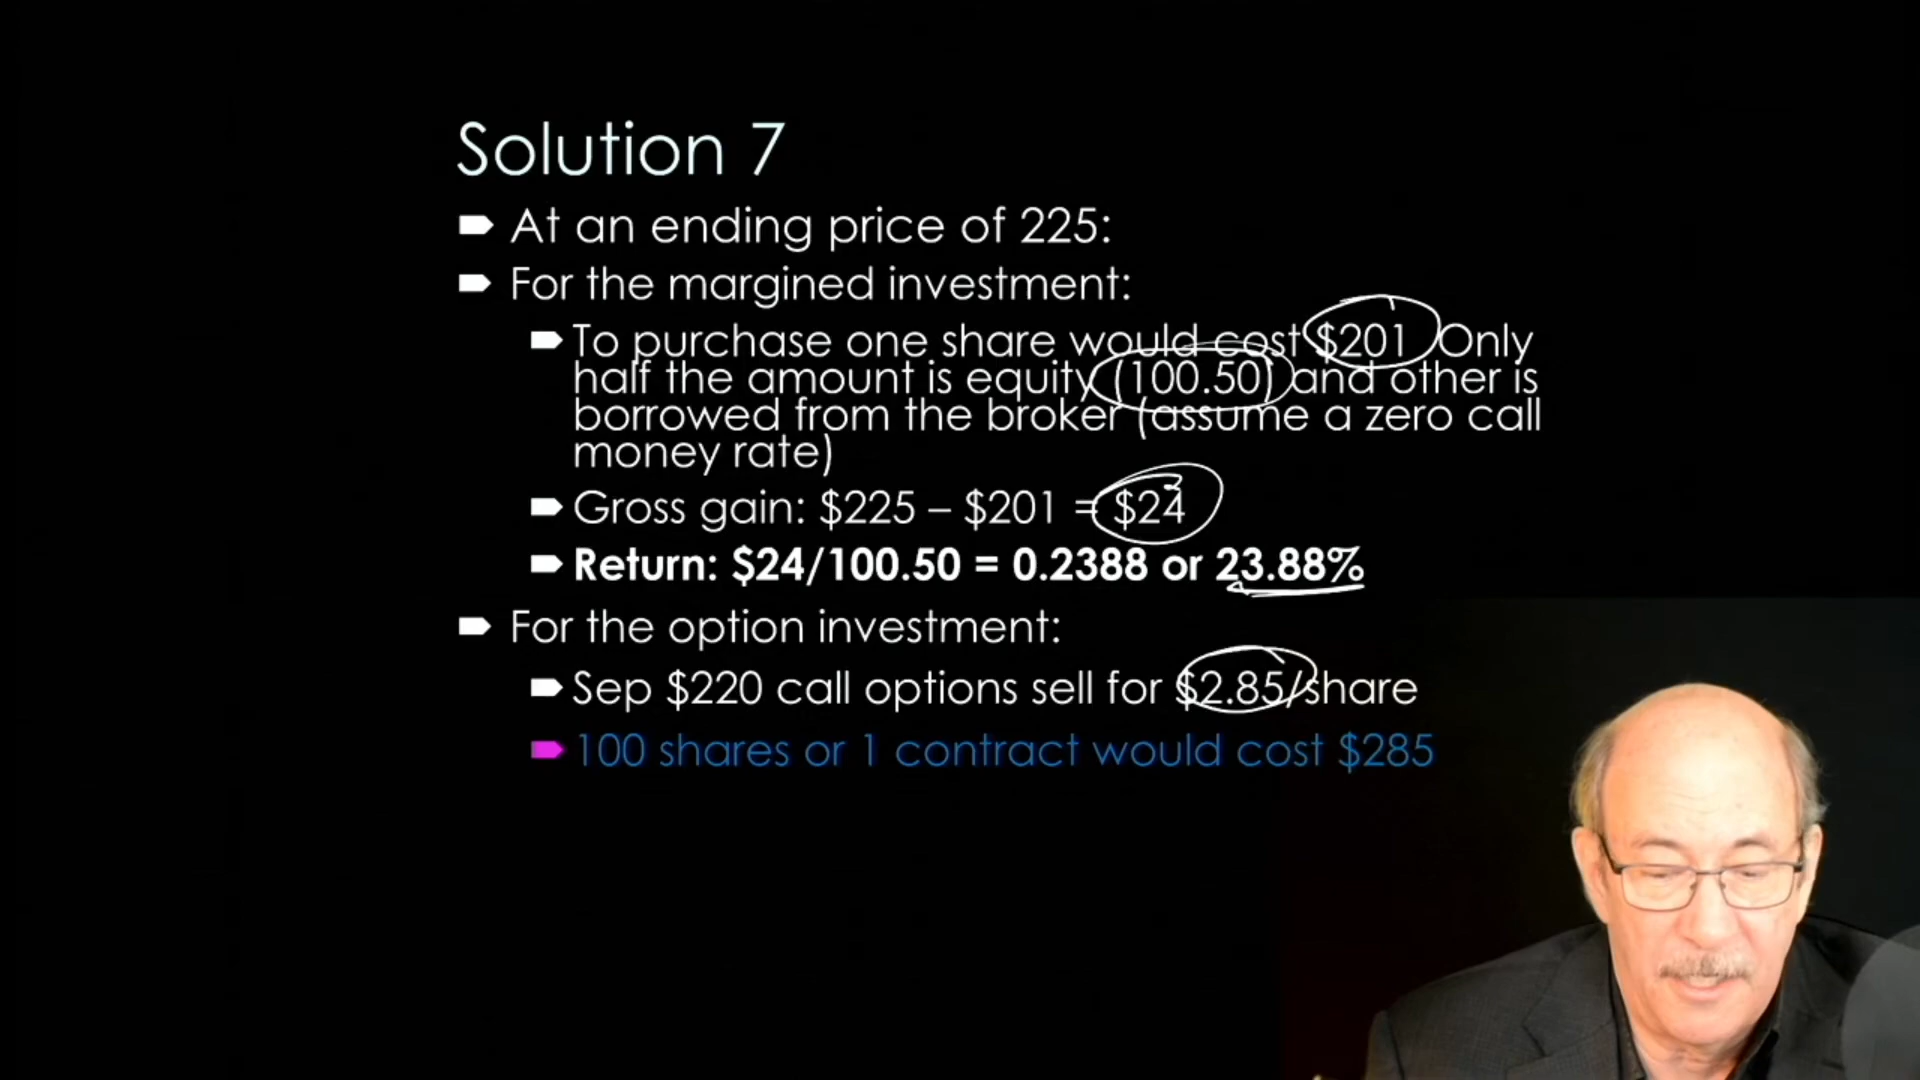 Solution 7
At an ending price of 225:
For the margined investment:
To purchase one share would cost $201 Only
half the amount is equity (100.50) and other is
borrowed from the broker (assume a zero call
money rate)
Gross gain: $225 – $201 = $24
Return: $24/100.50 = 0.2388 or 23.88%
For the option investment:
Sep $220 call options sell for $2.85/share
100 shares or 1 contract would cost $285